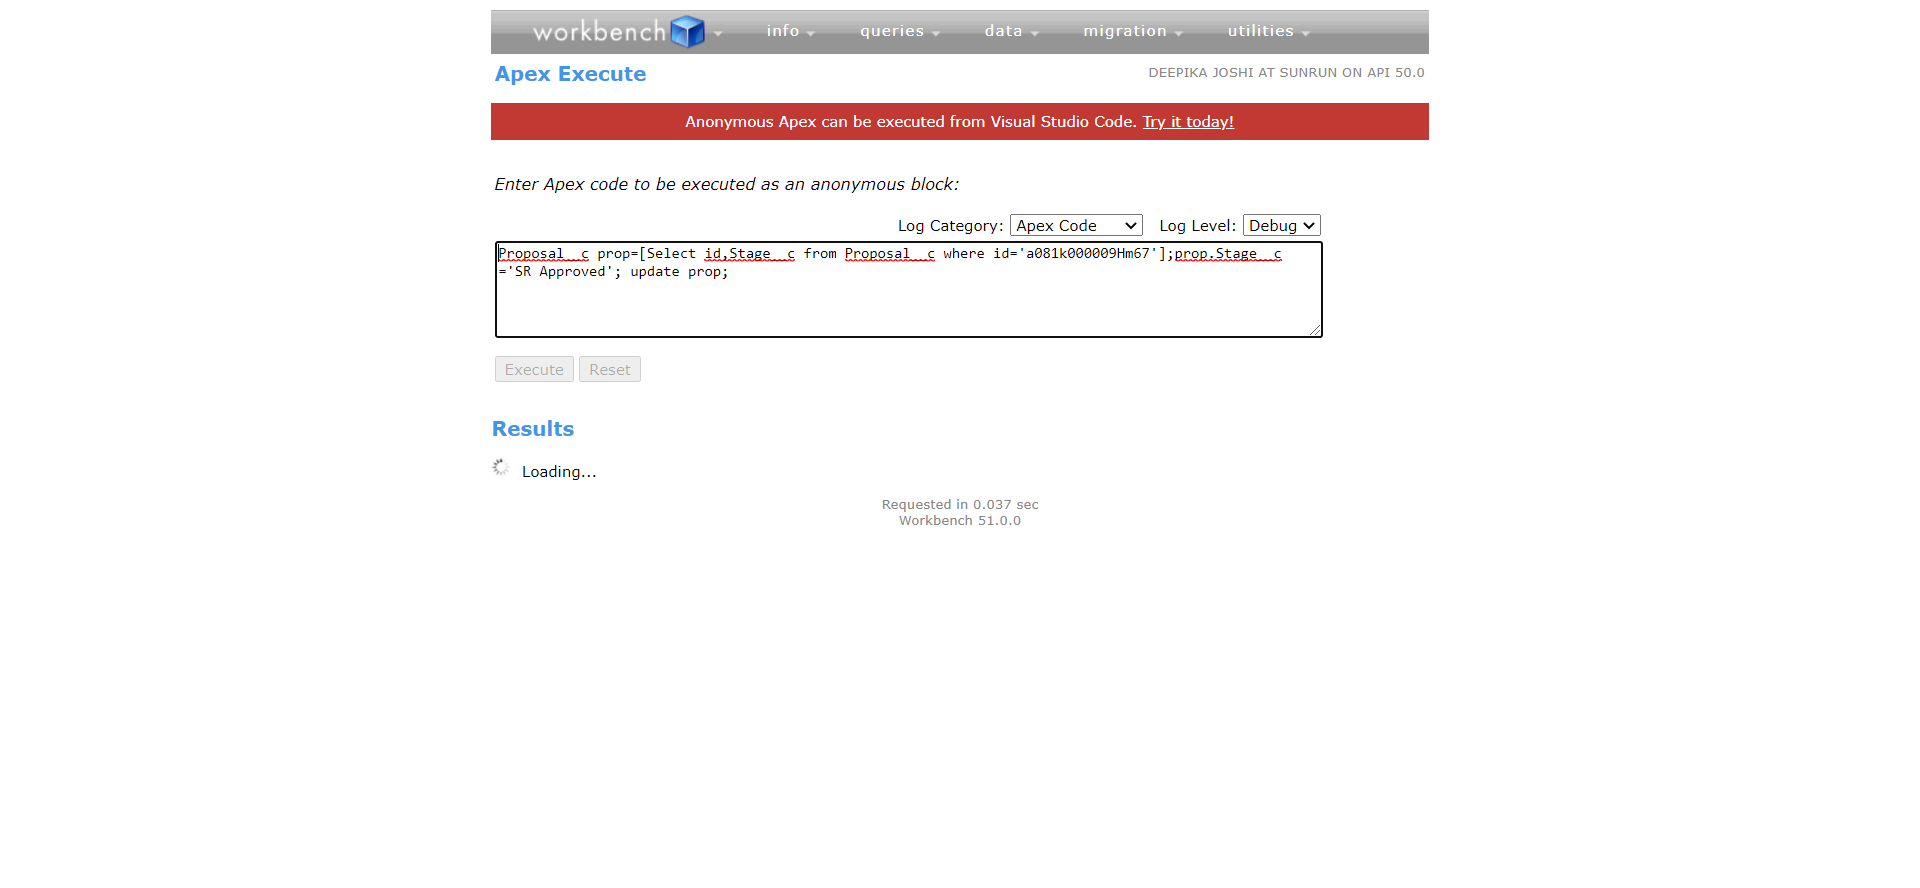 workbench info queries data migration utilities
Apex Execute
DEEPIKA JOSHI AT SUNRUN ON API 50.0
Anonymous Apex can be executed from Visual Studio Code. Try it today!
Enter Apex code to be executed as an anonymous block:
Log Category: Apex Code Log Level: Debug
Proposal__c prop=[Select id,Stage__c from Proposal__c where id='a081k000009Hm67'];prop.Stage__c
='SR Approved'; update prop;
Execute Reset
Results
Loading...
Requested in 0.037 sec
Workbench 51.0.0